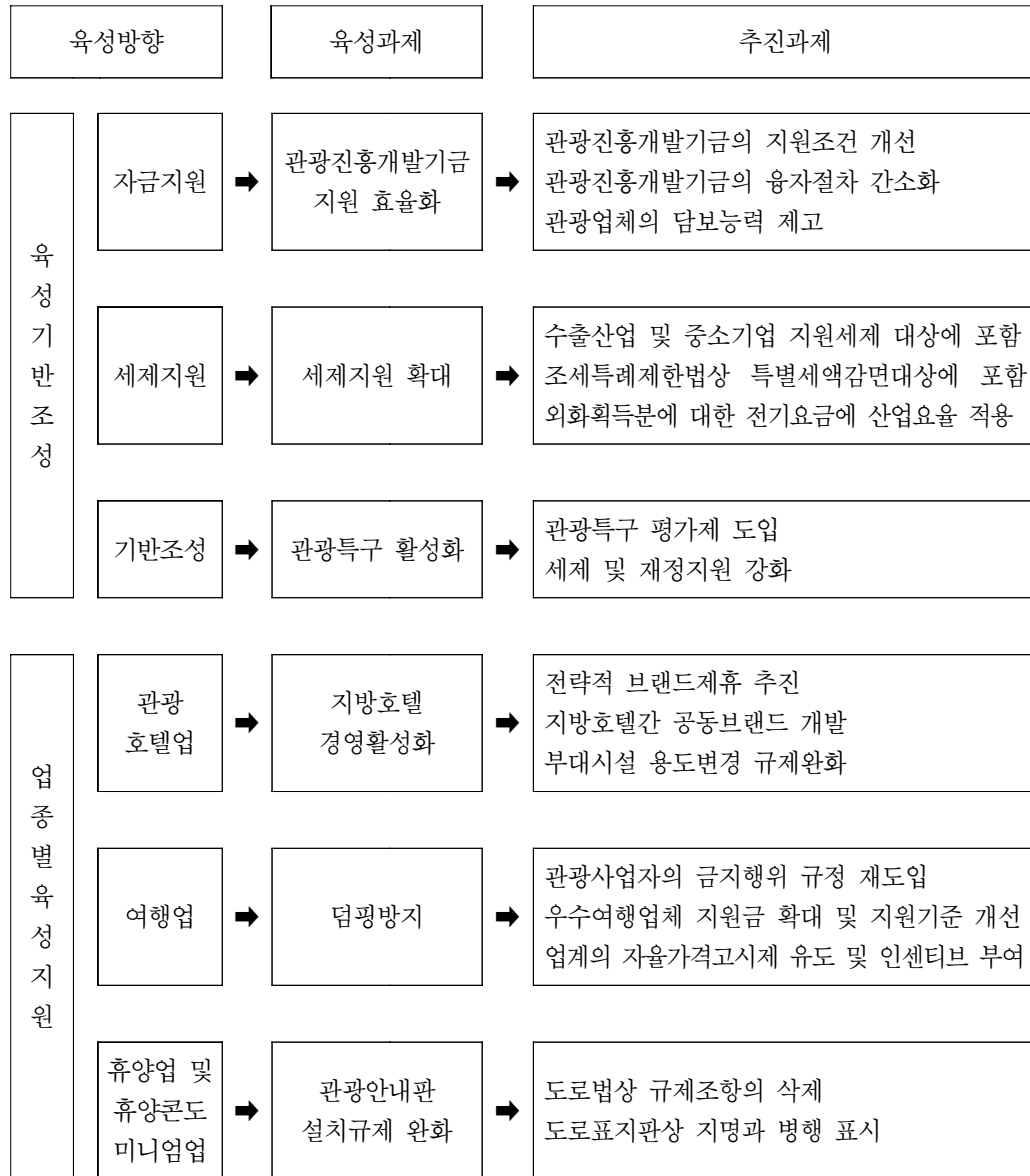 육성방향
육성과제
추진과제
육
성
기
반
조
성
자금지원 ➡
관광진흥개발기금
지원 효율화
➡
관광진흥개발기금의 지원조건 개선
관광진흥개발기금의 융자절차 간소화
관광업체의 담보능력 제고
세제지원 ➡
세제지원 확대 ➡
수출산업 및 중소기업 지원세제 대상에 포함
조세특례제한법상 특별세액감면대상에 포함
외화획득분에 대한 전기요금에 산업요율 적용
기반조성 ➡
관광특구 활성화 ➡
관광특구 평가제 도입
세제 및 재정지원 강화
업
종
별
육
성
지
원
관광
호텔업
➡
지방호텔
경영활성화
➡
전략적 브랜드제휴 추진
지방호텔간 공동브랜드 개발
부대시설 용도변경 규제완화
여행업 ➡
덤핑방지 ➡
관광사업자의 금지행위 규정 재도입
우수여행업체 지원금 확대 및 지원기준 개선
업계의 자율가격고시제 유도 및 인센티브 부여
휴양업 및
휴양콘도
미니엄업
➡
관광안내판
설치규제 완화
➡
도로법상 규제조항의 삭제
도로표지판상 지명과 병행 표시